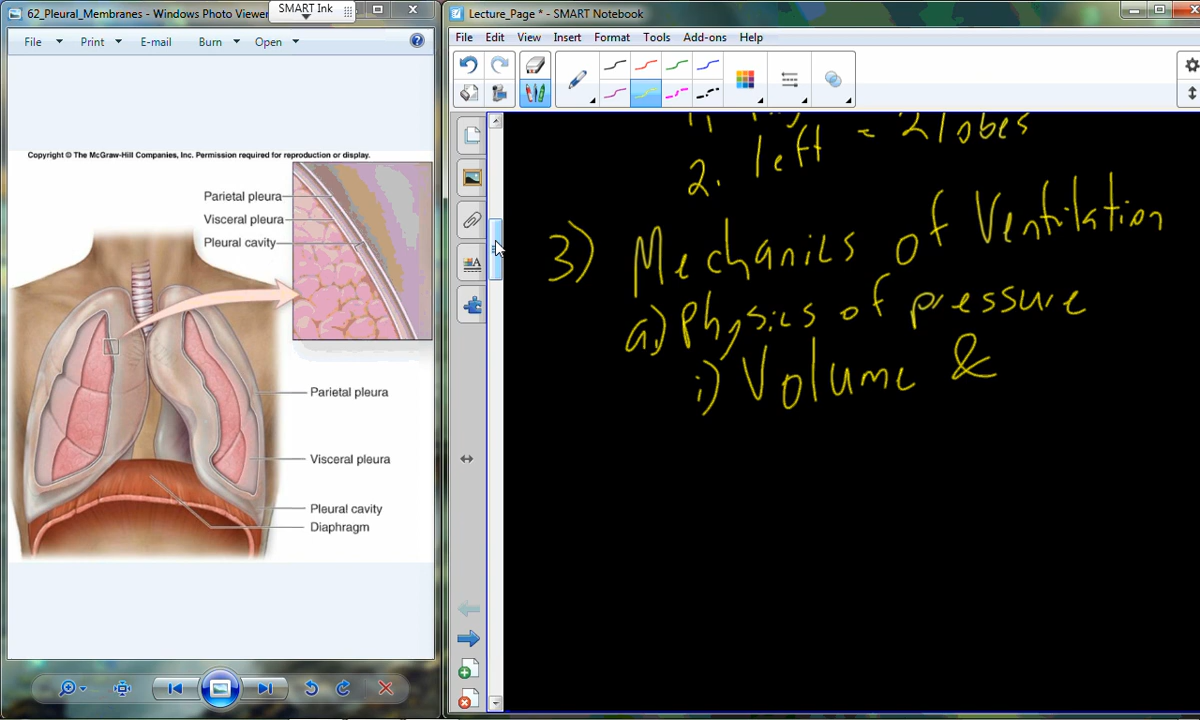 62_Pleural_Membranes - Windows Photo Viewer
SMART Ink
File Print E-mail Burn Open
Copyright © The McGraw-Hill Companies, Inc. Permission required for reproduction or display.
Parietal pleura
Visceral pleura
Pleural cavity
Parietal pleura
Visceral pleura
Pleural cavity
Diaphragm
Lecture_Page * - SMART Notebook
File Edit View Insert Format Tools Add-ons Help
1,
2. left = 2 lobes
3) Mechanics of Ventilation
a.) Physics of pressure
i) Volume &